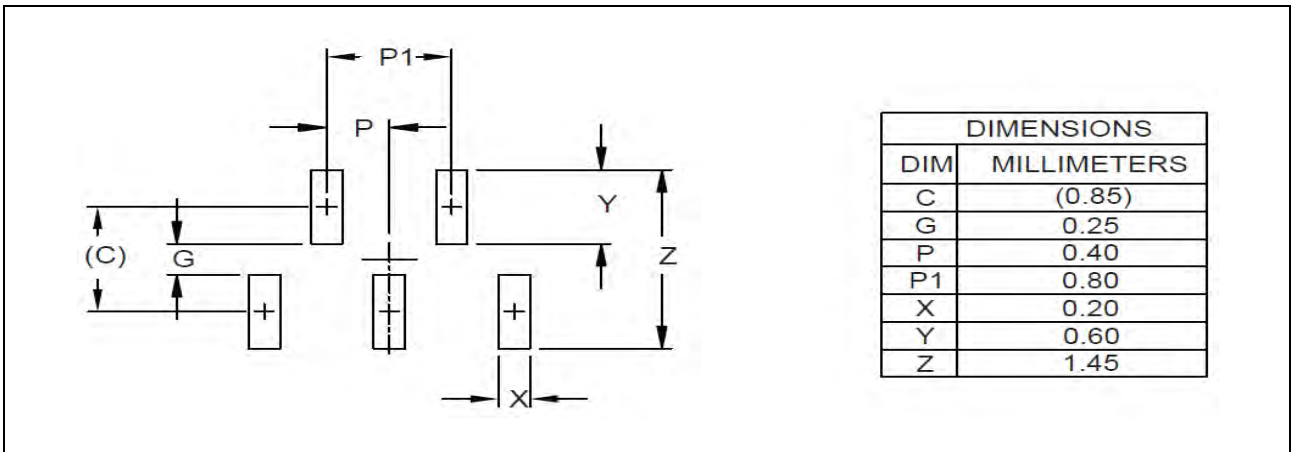 P1
P
Y
Z
(C)
G
X
DIMENSIONS
DIM MILLIMETERS
C (0.85)
G 0.25
P 0.40
P1 0.80
X 0.20
Y 0.60
Z 1.45